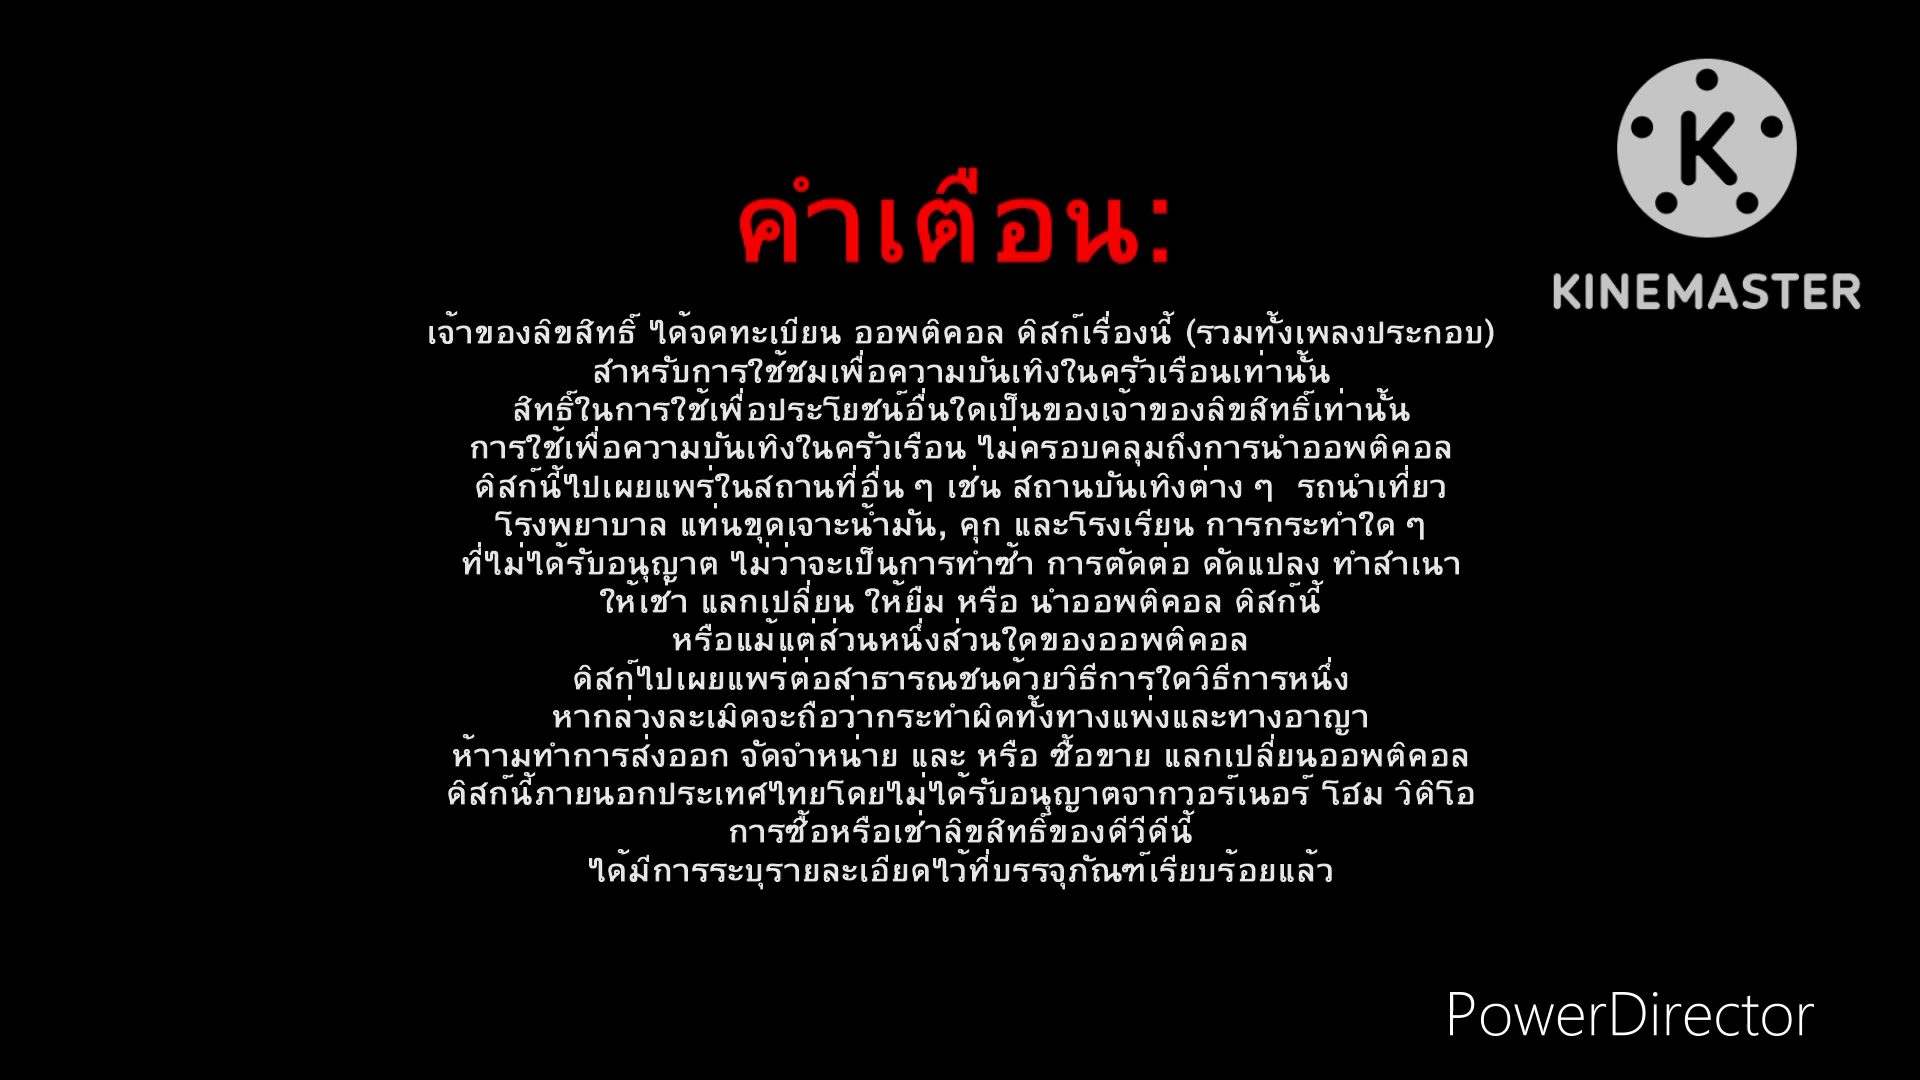 คำเตือน:
KINEMASTER
เจ้าของลิขสิทธิ์ ได้จดทะเบียน ออพติคอล ดิสก์เรื่องนี้ (รวมทั้งเพลงประกอบ)
สำหรับการใช้ชมเพื่อความบันเทิงในครัวเรือนเท่านั้น
สิทธิ์ในการใช้เพื่อประโยชน์อื่นใดเป็นของเจ้าของลิขสิทธิ์เท่านั้น
การใช้เพื่อความบันเทิงในครัวเรือน ไม่ครอบคลุมถึงการนำออพติคอล
ดิสก์นี้ไปเผยแพร่ในสถานที่อื่น ๆ เช่น สถานบันเทิงต่าง ๆ รถนำเที่ยว
โรงพยาบาล แท่นขุดเจาะน้ำมัน, คุก และโรงเรียน การกระทำใด ๆ
ที่ไม่ได้รับอนุญาต ไม่ว่าจะเป็นการทำซ้ำ การตัดต่อ ดัดแปลง ทำสำเนา
ให้เช่า แลกเปลี่ยน ให้ยืม หรือ นำออพติคอล ดิสก์นี้
หรือแม้แต่ส่วนหนึ่งส่วนใดของออพติคอล
ดิสก์ไปเผยแพร่ต่อสาธารณชนด้วยวิธีการใดวิธีการหนึ่ง
หากล่วงละเมิดจะถือว่ากระทำผิดทั้งทางแพ่งและทางอาญา
ห้าามทำการส่งออก จัดจำหน่าย และ หรือ ซื้อขาย แลกเปลี่ยนออพติคอล
ดิสก์นี้ภายนอกประเทศไทยโดยไม่ได้รับอนุญาตจากวอร์เนอร์ โฮม วิดิโอ
การซื้อหรือเช่าลิขสิทธิ์ของดีวีดีนี้
ได้มีการระบุรายละเอียดไว้ที่บรรจุภัณฑ์เรียบร้อยแล้ว
PowerDirector